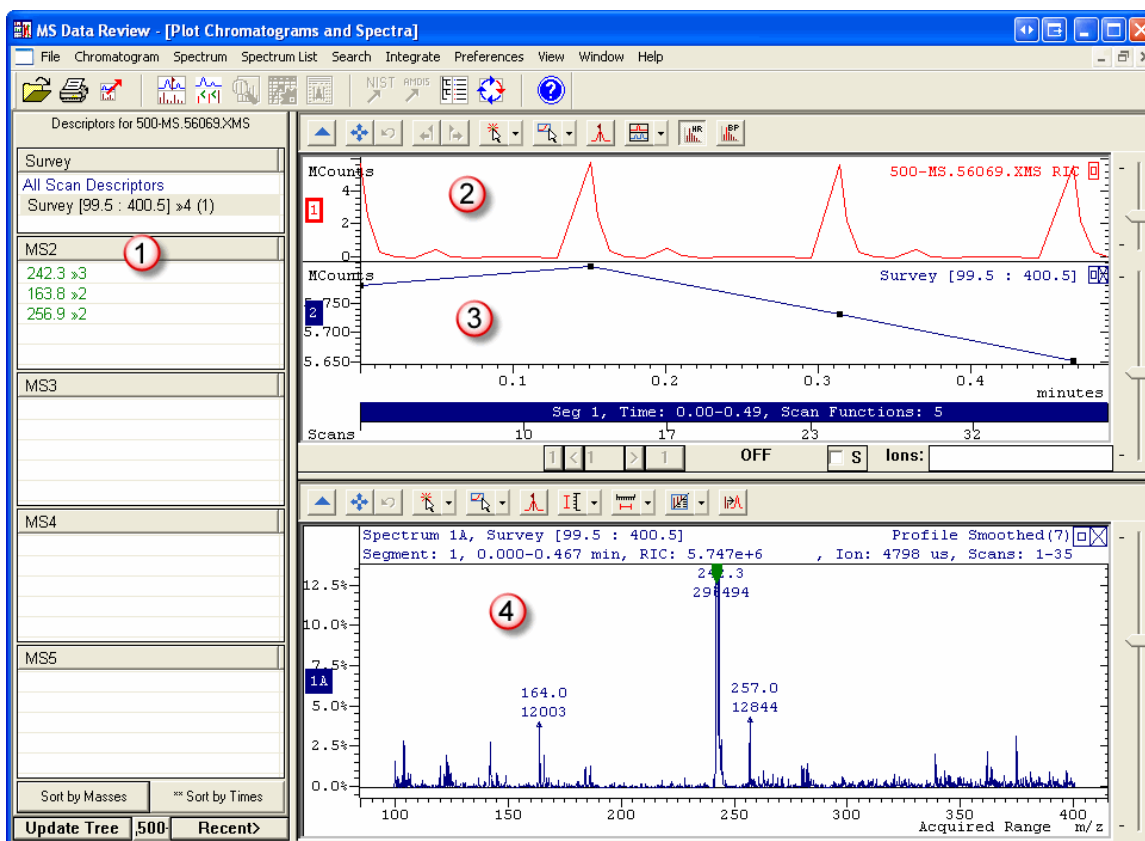 MS Data Review - [Plot Chromatograms and Spectra]
File Chromatogram Spectrum Spectrum List Search Integrate Preferences View Window Help
NIST AMDIS
Descriptors for 500-MS.56069.XMS
Survey
All Scan Descriptors
Survey [99.5 : 400.5] »4 (1)
MS2
1
242.3 »3
163.8 »2
256.9 »2
MS3
MS4
MS5
Sort by Masses
** Sort by Times
Update Tree
,500-
Recent>
HR
BP
MCounts
500-MS.56069.XMS RIC
2
4
1
2
0
MCounts
Survey [99.5 : 400.5]
3
2
5.750
5.700
5.650
0.1 0.2 0.3 0.4
minutes
Seg 1, Time: 0.00-0.49, Scan Functions: 5
Scans 10 17 23 32
1 < 1 > 1
OFF
S
Ions:
Spectrum 1A, Survey [99.5 : 400.5]
Profile Smoothed(7)
Segment: 1, 0.000-0.467 min, RIC: 5.747e+6 , Ion: 4798 us, Scans: 1-35
242.3
4
12.5%
10.0%
7.5%
5.0%
2.5%
0.0%
1A
164.0
12003
257.0
12844
100 150 200 250 300 350 400
Acquired Range m/z